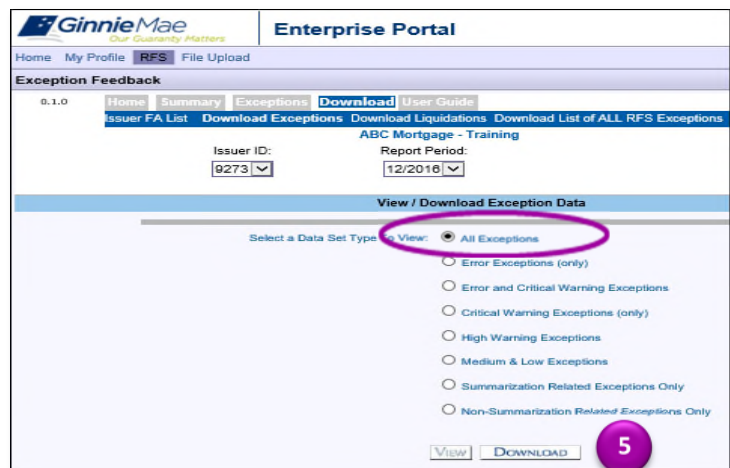 GinnieMae Enterprise Portal
Our Guaranty Matters
Home My Profile RFS File Upload
Exception Feedback
0.1.0 Home Summary Exceptions Download User Guide
Issuer FA List Download Exceptions Download Liquidations Download List of ALL RFS Exceptions
ABC Mortgage - Training
Issuer ID: Report Period:
9273 12/2016
View / Download Exception Data
Select a Data Set Type To View: All Exceptions
Error Exceptions (only)
Error and Critical Warning Exceptions
Critical Warning Exceptions (only)
High Warning Exceptions
Medium & Low Exceptions
Summarization Related Exceptions Only
Non-Summarization Related Exceptions Only
VIEW DOWNLOAD 5